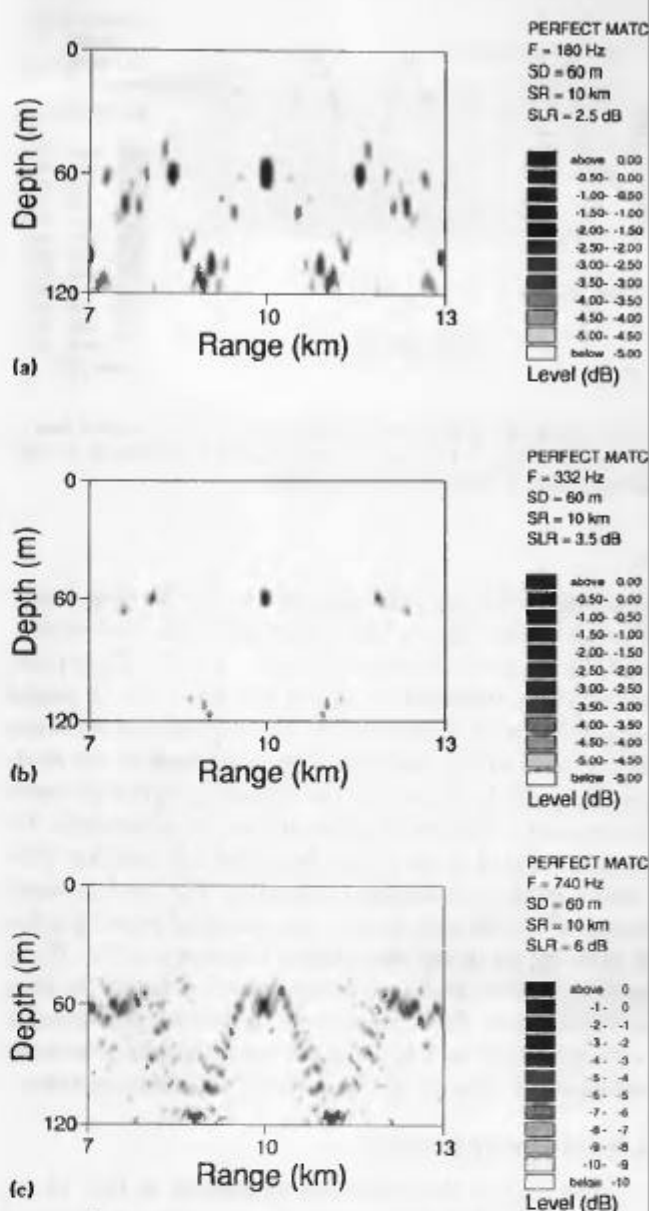 PERFECT MATC
F = 180 Hz
SD = 60 m
SR = 10 km
SLR = 2.5 dB
0
60
120
Depth (m)
7
10
13
Range (km)
above 0.00
-0.50- 0.00
-1.00- -0.50
-1.50- -1.00
-2.00- -1.50
-2.50- -2.00
-3.00- -2.50
-3.50- -3.00
-4.00- -3.50
-4.50- -4.00
-5.00- -4.50
below -5.00
Level (dB)
(a)
PERFECT MATC
F = 332 Hz
SD = 60 m
SR = 10 km
SLR = 3.5 dB
0
60
120
Depth (m)
7
10
13
Range (km)
above 0.00
-0.50- 0.00
-1.00- -0.50
-1.50- -1.00
-2.00- -1.50
-2.50- -2.00
-3.00- -2.50
-3.50- -3.00
-4.00- -3.50
-4.50- -4.00
-5.00- -4.50
below -5.00
Level (dB)
(b)
PERFECT MATC
F = 740 Hz
SD = 60 m
SR = 10 km
SLR = 6 dB
0
60
120
Depth (m)
7
10
13
Range (km)
above 0
-1- 0
-2- -1
-3- -2
-4- -3
-5- -4
-6- -5
-7- -6
-8- -7
-9- -8
-10- -9
below -10
Level (dB)
(c)